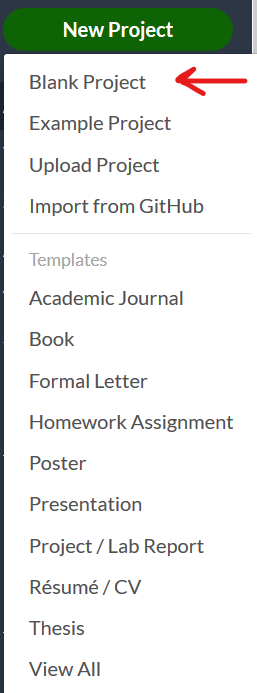 New Project
Blank Project
Example Project
Upload Project
Import from GitHub
Templates
Academic Journal
Book
Formal Letter
Homework Assignment
Poster
Presentation
Project / Lab Report
Résumé / CV
Thesis
View All